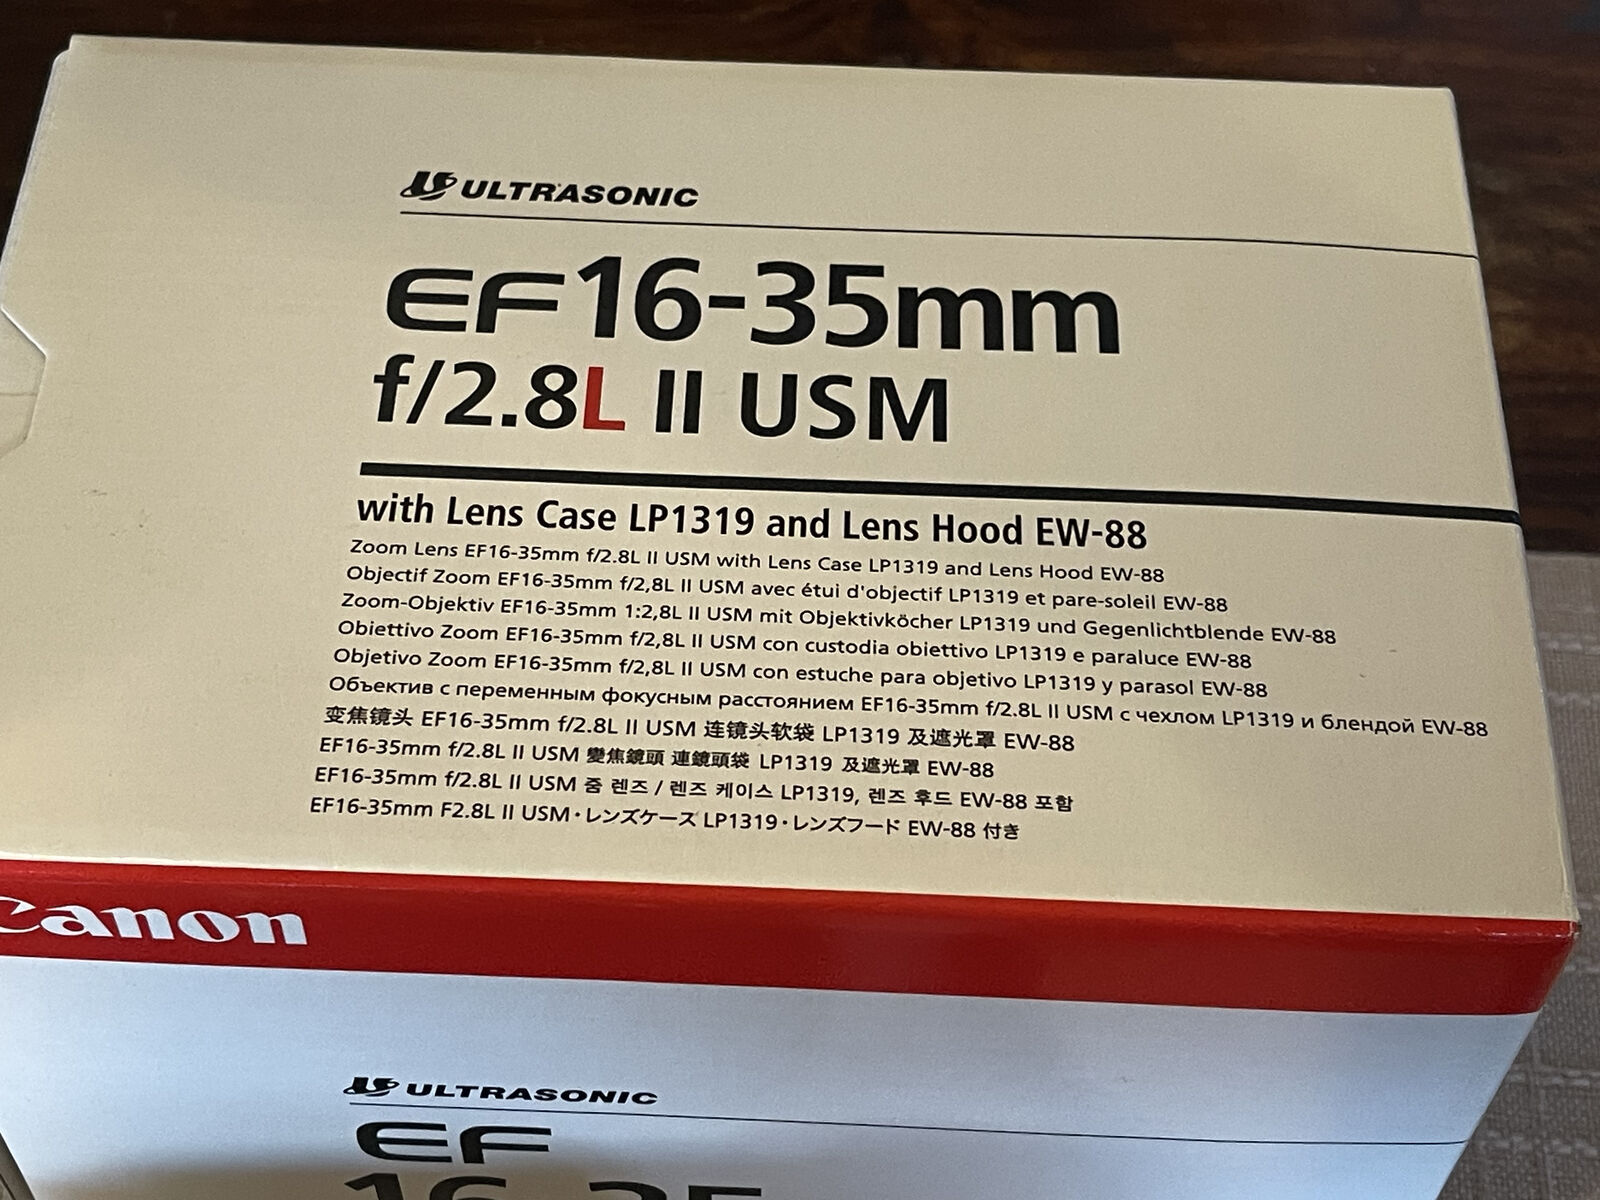 ULTRASONIC
EF16-35mm
f/2.8L II USM
with Lens Case LP1319 and Lens Hood EW-88
Zoom Lens EF16-35mm f/2.8L II USM with Lens Case LP1319 and Lens Hood EW-88
Objectif Zoom EF16-35mm f/2,8L II USM avec étui d'objectif LP1319 et pare-soleil EW-88
Zoom-Objektiv EF16-35mm 1:2,8L II USM mit Objektivköcher LP1319 und Gegenlichtblende EW-88
Obiettivo Zoom EF16-35mm f/2,8L II USM con custodia obiettivo LP1319 e paraluce EW-88
Objetivo Zoom EF16-35mm f/2,8L II USM con estuche para objetivo LP1319 y parasol EW-88
Объектив с переменным фокусным расстоянием EF16-35mm f/2.8L II USM с чехлом LP1319 и блендой EW-88
变焦镜头 EF16-35mm f/2.8L II USM 连镜头软袋 LP1319 及遮光罩 EW-88
EF16-35mm f/2.8L II USM 變焦鏡頭 連鏡頭袋 LP1319 及遮光罩 EW-88
EF16-35mm f/2.8L II USM 줌 렌즈 / 렌즈 케이스 LP1319, 렌즈 후드 EW-88 포함
EF16-35mm F2.8L II USM・レンズケース LP1319・レンズフード EW-88 付き
Canon
ULTRASONIC
EF
16-35